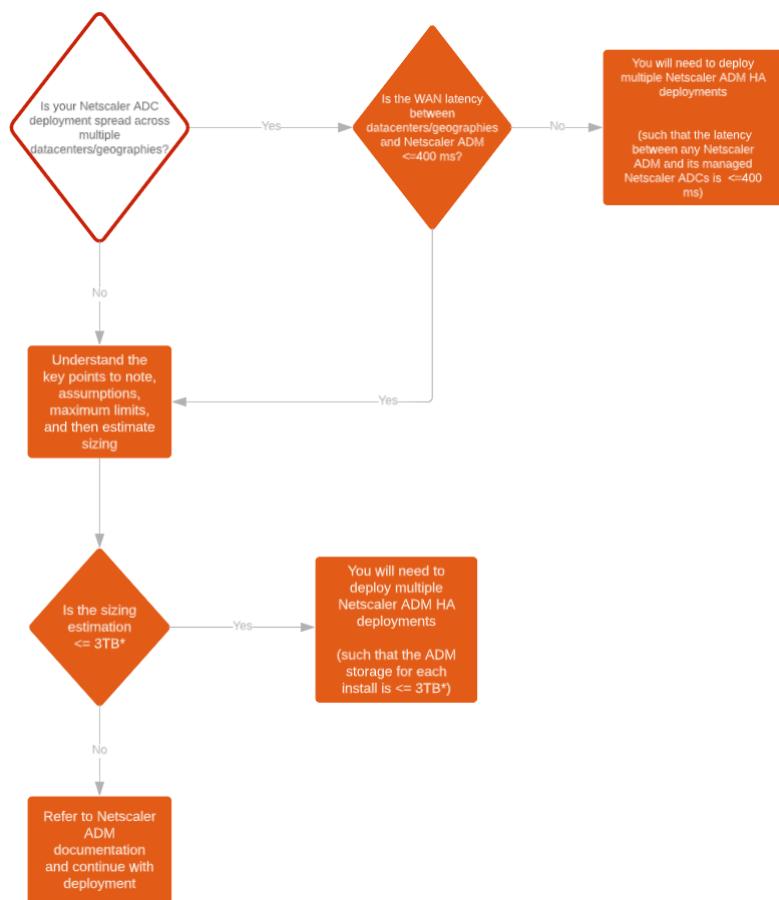 Is your Netscaler ADC
deployment spread across
multiple
datacenters/geographies?
Yes
Is the WAN latency
between
datacenters/geographies
and Netscaler ADM
<=400 ms?
No
You will need to deploy
multiple Netscaler ADM HA
deployments
(such that the latency
between any Netscaler
ADM and its managed
Netscaler ADCs is <=400
ms)
No
Understand the
key points to note,
assumptions,
maximum limits,
and then estimate
sizing
Yes
Is the sizing
estimation
<= 3TB*
Yes
You will need to
deploy multiple
Netscaler ADM HA
deployments
(such that the ADM
storage for each
install is <= 3TB*)
No
Refer to Netscaler
ADM
documentation
and continue with
deployment